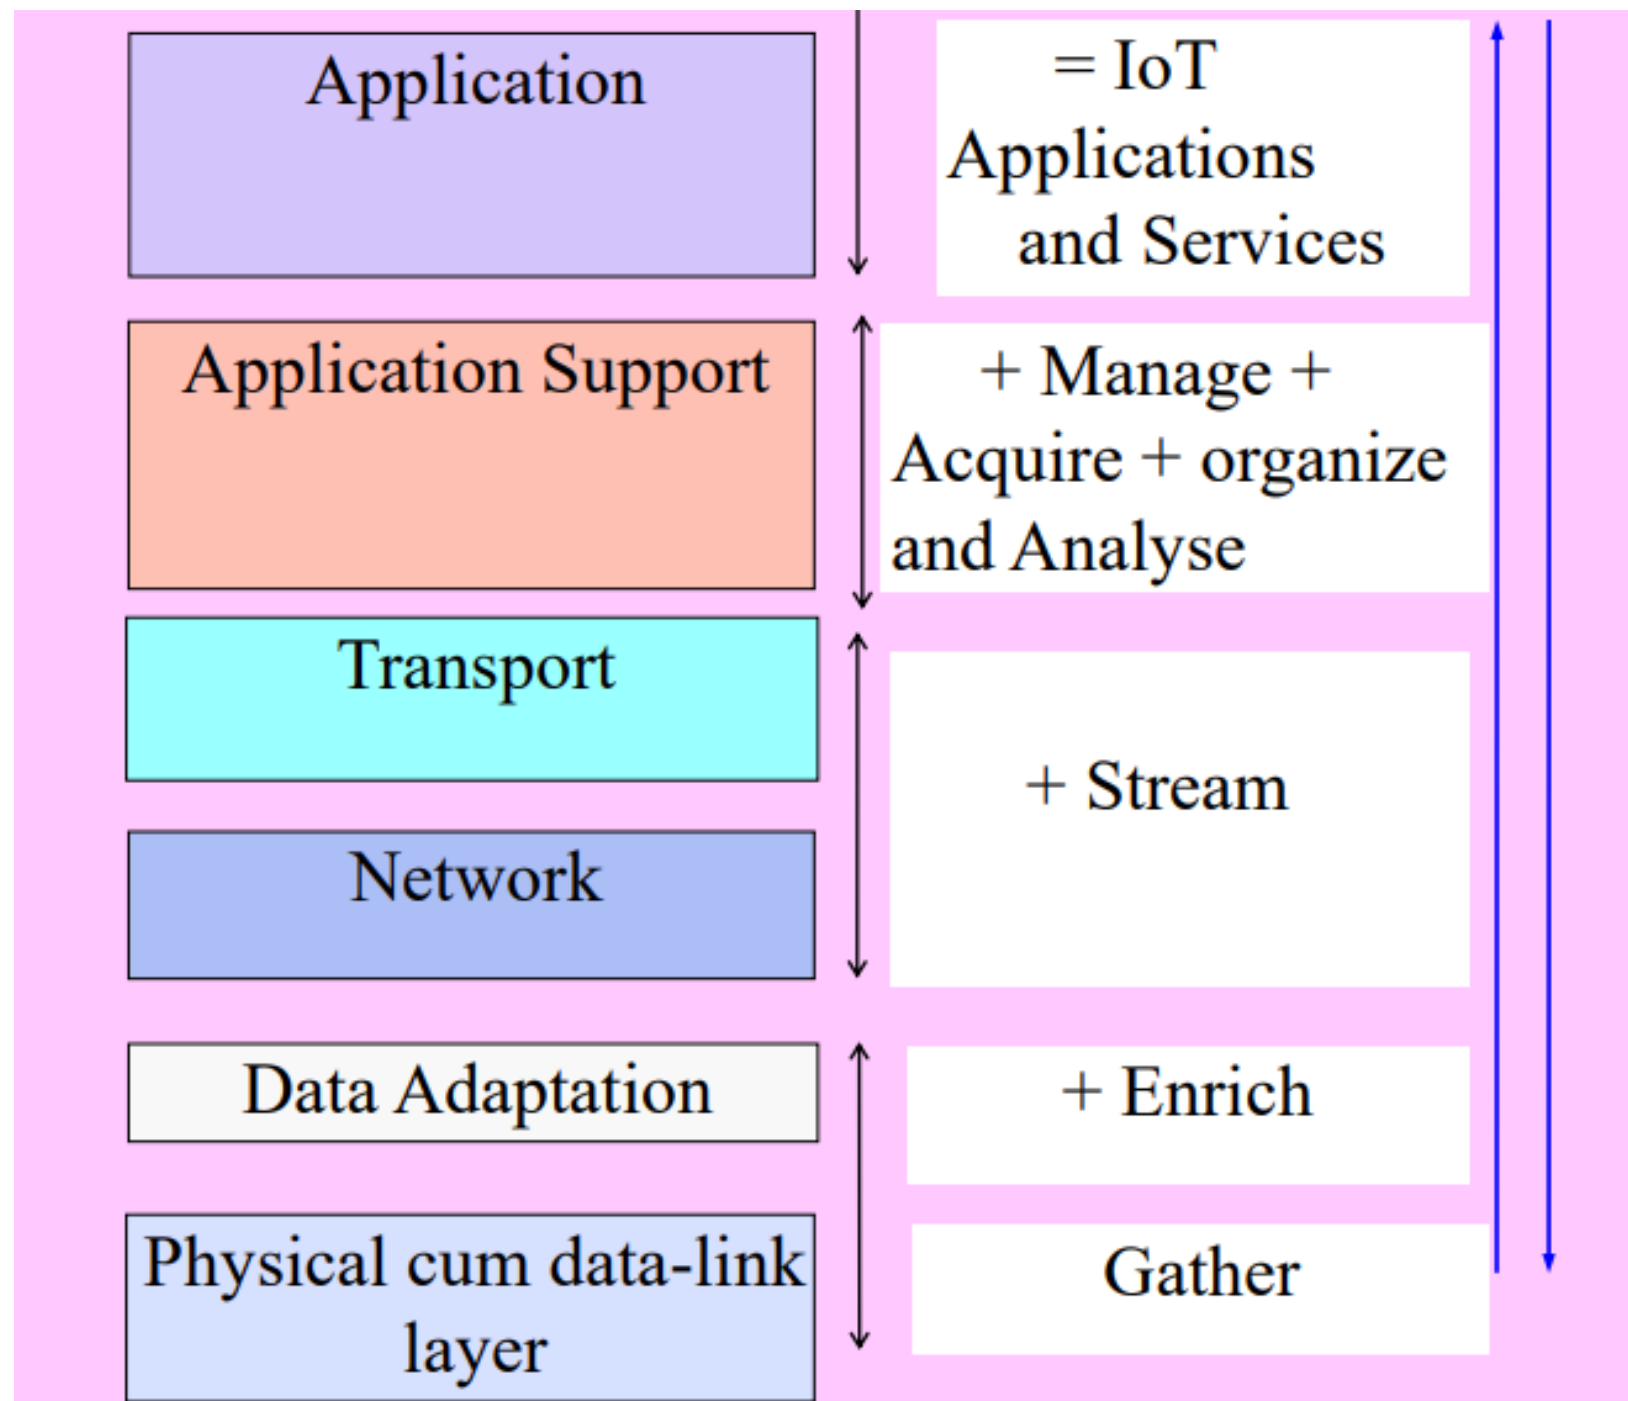 Application
= IoT
Applications
and Services
Application Support
+ Manage +
Acquire + organize
and Analyse
Transport
+ Stream
Network
Data Adaptation
+ Enrich
Physical cum data-link
layer
Gather